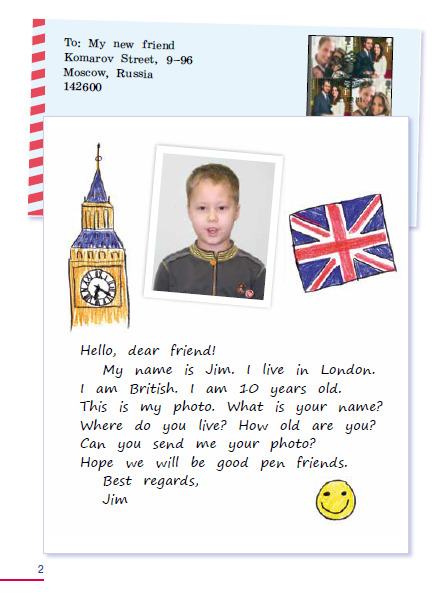 To: My new friend
Komarov Street, 9–96
Moscow, Russia
142600
Hello, dear friend!
My name is Jim. I live in London.
I am British. I am 10 years old.
This is my photo. What is your name?
Where do you live? How old are you?
Can you send me your photo?
Hope we will be good pen friends.
Best regards,
Jim
2